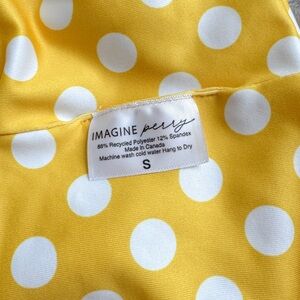 IMAGINE perry
88% Recycled Polyester 12% Spandex
Made in Canada
Machine wash cold water Hang to Dry
S